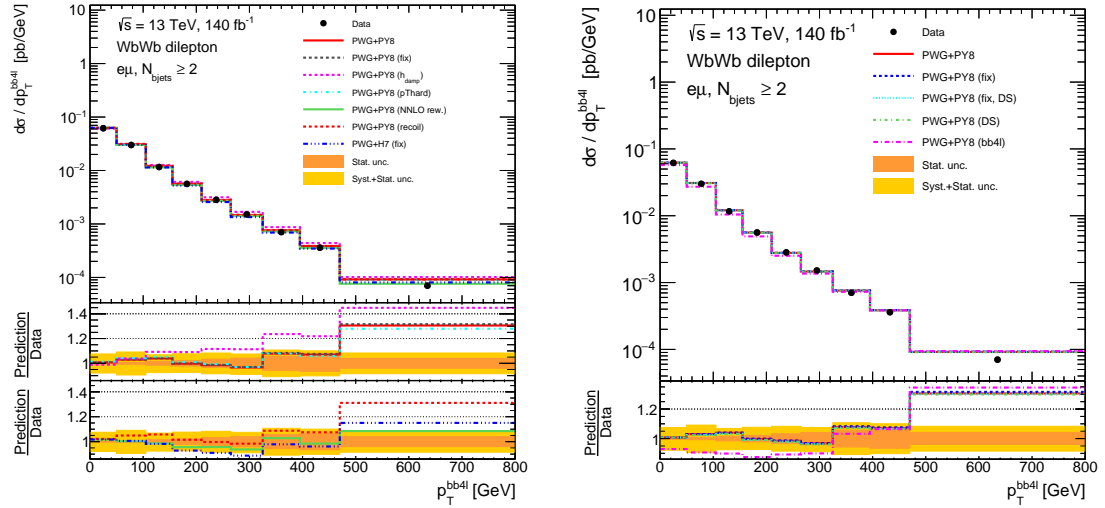 √s = 13 TeV, 140 fb⁻¹
WbWb dilepton
eμ, N_bjets ≥ 2
Data
PWG+PY8
PWG+PY8 (fix)
PWG+PY8 (h_damp)
PWG+PY8 (pThard)
PWG+PY8 (NNLO rew.)
PWG+PY8 (recoil)
PWG+H7 (fix)
Stat. unc.
Syst.+Stat. unc.
dσ / dp_T^bb4l [pb/GeV]
10
1
10⁻¹
10⁻²
10⁻³
10⁻⁴
Prediction
Data
1.4
1.2
1
Prediction
Data
1.4
1.2
1
0 100 200 300 400 500 600 700 800
p_T^bb4l [GeV]
√s = 13 TeV, 140 fb⁻¹
WbWb dilepton
eμ, N_bjets ≥ 2
Data
PWG+PY8
PWG+PY8 (fix)
PWG+PY8 (fix, DS)
PWG+PY8 (DS)
PWG+PY8 (bb4l)
Stat. unc.
Syst.+Stat. unc.
dσ / dp_T^bb4l [pb/GeV]
10
1
10⁻¹
10⁻²
10⁻³
10⁻⁴
Prediction
Data
1.2
1
0 100 200 300 400 500 600 700 800
p_T^bb4l [GeV]